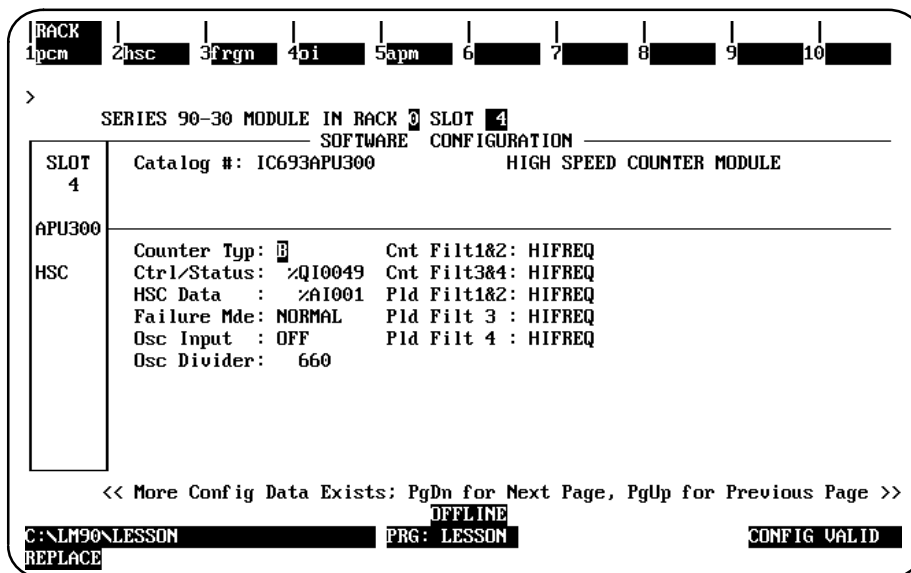 RACK
1pcm 2hsc 3frgn 4oi 5apm 6 7 8 9 10
>
SERIES 90-30 MODULE IN RACK 0 SLOT 4
SOFTWARE CONFIGURATION
SLOT Catalog #: IC693APU300 HIGH SPEED COUNTER MODULE
4
APU300
Counter Typ: B Cnt Filt1&2: HIFREQ
HSC Ctrl/Status: %QI0049 Cnt Filt3&4: HIFREQ
HSC Data : %AI001 Pld Filt1&2: HIFREQ
Failure Mde: NORMAL Pld Filt 3 : HIFREQ
Osc Input : OFF Pld Filt 4 : HIFREQ
Osc Divider: 660
<< More Config Data Exists; PgDn for Next Page, PgUp for Previous Page >>
OFFLINE
C:\LM90\LESSON PRG: LESSON CONFIG VALID
REPLACE